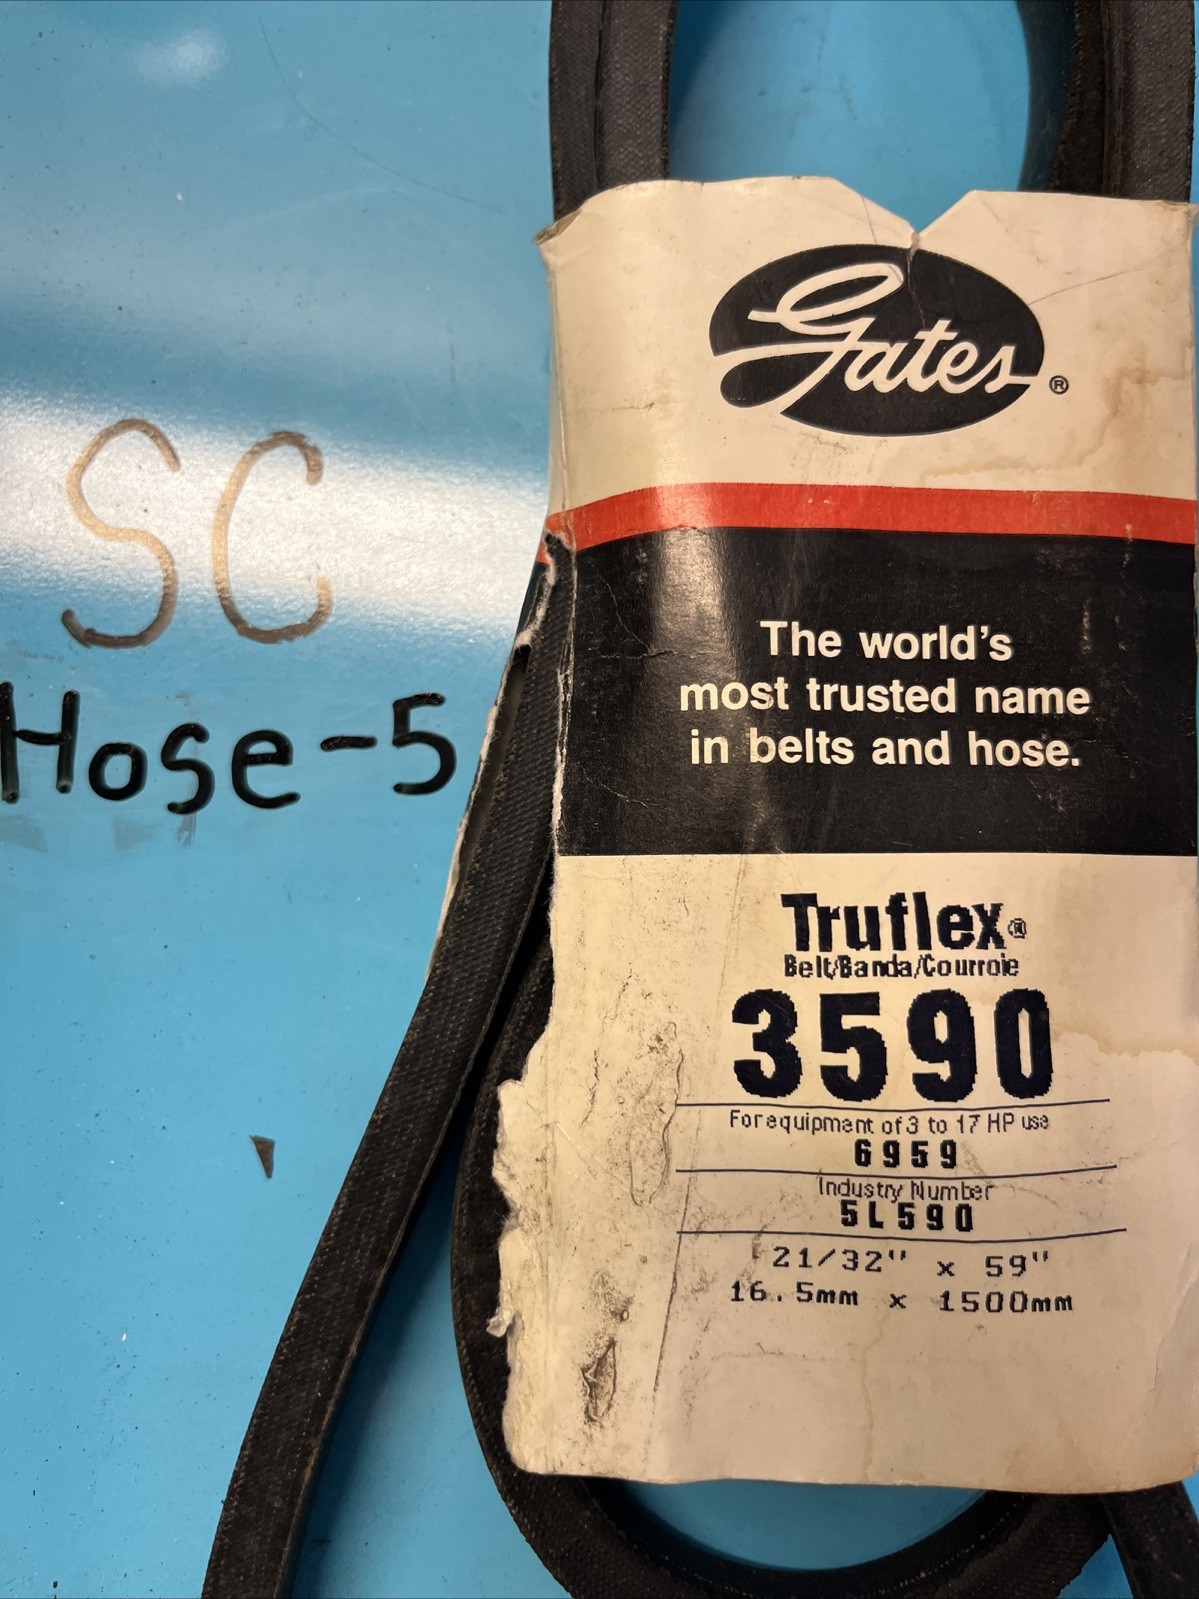 SC
Hose-5
Gates®
The world's
most trusted name
in belts and hose.
Truflex®
Belt/Banda/Courroie
3590
For equipment of 3 to 17 HP use
6959
Industry Number
5L590
21/32" x 59"
16.5mm x 1500mm